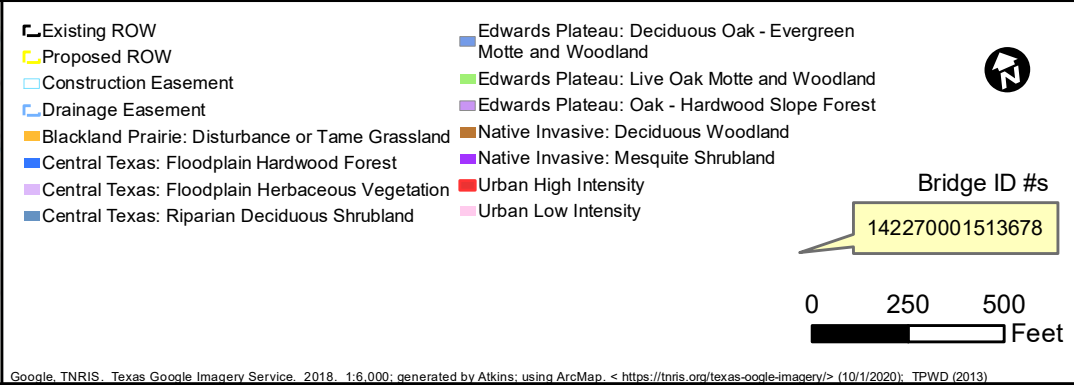 Existing ROW
Proposed ROW
Construction Easement
Drainage Easement
Blackland Prairie: Disturbance or Tame Grassland
Central Texas: Floodplain Hardwood Forest
Central Texas: Floodplain Herbaceous Vegetation
Central Texas: Riparian Deciduous Shrubland
Edwards Plateau: Deciduous Oak - Evergreen
Motte and Woodland
Edwards Plateau: Live Oak Motte and Woodland
Edwards Plateau: Oak - Hardwood Slope Forest
Native Invasive: Deciduous Woodland
Native Invasive: Mesquite Shrubland
Urban High Intensity
Urban Low Intensity
N
Bridge ID #s
142270001513678
0 250 500
Feet
Google, TNRIS. Texas Google Imagery Service. 2018. 1:6,000; generated by Atkins; using ArcMap. < https://tnris.org/texas-oogle-imagery/> (10/1/2020); TPWD (2013)